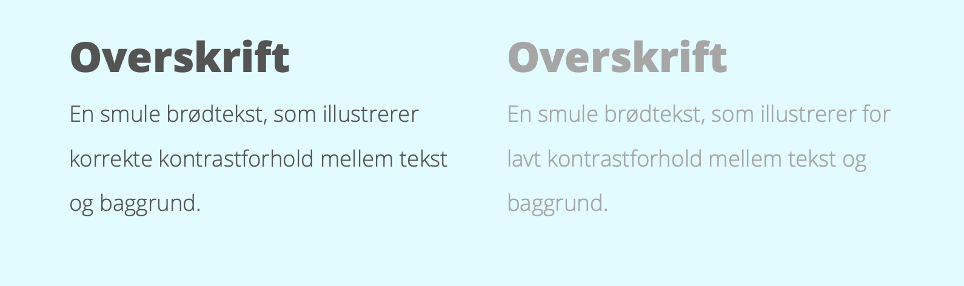 Overskrift
En smule brødtekst, som illustrerer
korrekte kontrastforhold mellem tekst
og baggrund.
Overskrift
En smule brødtekst, som illustrerer for
lavt kontrastforhold mellem tekst og
baggrund.